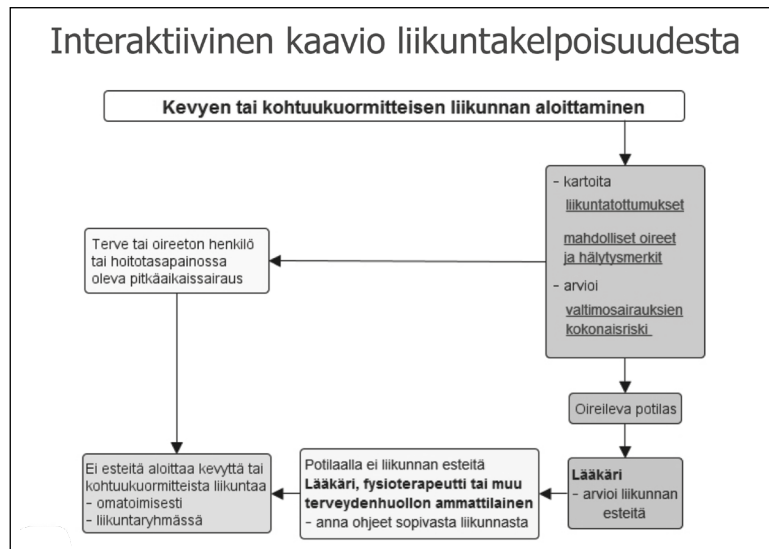 Interaktiivinen kaavio liikuntakelpoisuudesta
Kevyen tai kohtuukuormitteisen liikunnan aloittaminen
- kartoita
liikuntatottumukset
mahdolliset oireet
ja hälytysmerkit
- arvioi
valtimosairauksien
kokonaisriski
Terve tai oireeton henkilö
tai hoitotasapainossa
oleva pitkäaikaissairaus
Oireileva potilas
Lääkäri
- arvioi liikunnan
esteitä
Potilaalla ei liikunnan esteitä
Lääkäri, fysioterapeutti tai muu
terveydenhuollon ammattilainen
- anna ohjeet sopivasta liikunnasta
Ei esteitä aloittaa kevyttä tai
kohtuukuormitteista liikuntaa
- omatoimisesti
- liikuntaryhmässä